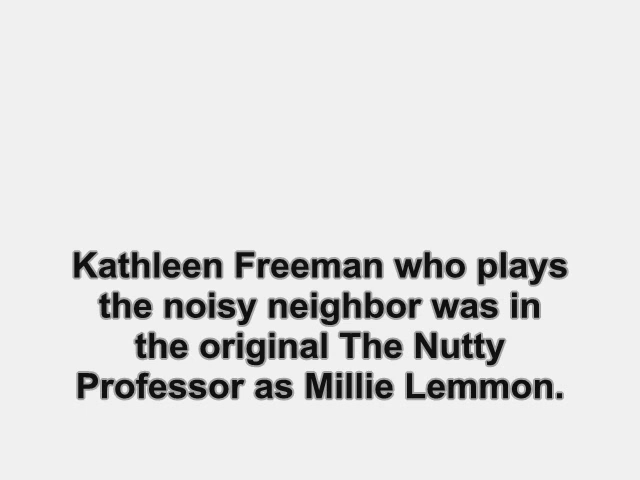 Kathleen Freeman who plays
the noisy neighbor was in
the original The Nutty
Professor as Millie Lemmon.